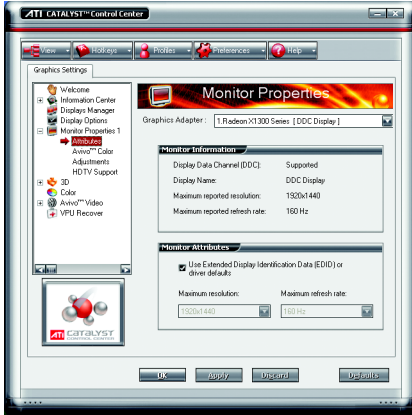 ATI CATALYST™ Control Center
View Hotkeys Profiles Preferences Help
Graphics Settings
Welcome
Information Center
Displays Manager
Display Options
Monitor Properties 1
Attributes
Avivo™ Color
Adjustments
HDTV Support
3D
Color
Avivo™ Video
VPU Recover
ATI CATALYST
CONTROL CENTER
Monitor Properties
Graphics Adapter :
1.Radeon X1300 Series [ DDC Display ]
Monitor Information
Display Data Channel (DDC): Supported
Display Name: DDC Display
Maximum reported resolution: 1920x1440
Maximum reported refresh rate: 160 Hz
Monitor Attributes
Use Extended Display Identification Data (EDID) or
driver defaults
Maximum resolution: Maximum refresh rate:
1920x1440 160 Hz
OK Apply Discard Defaults